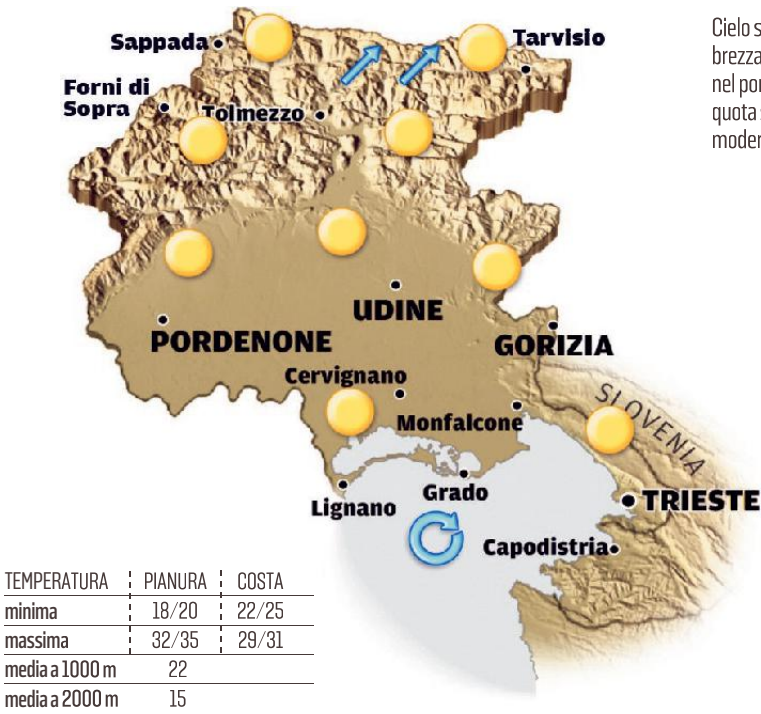 Sappada
Tarvisio
Forni di
Sopra
Tolmezzo
UDINE
PORDENONE
GORIZIA
Cervignano
Monfalcone
SLOVENIA
Lignano
Grado
TRIESTE
Capodistria
Cielo
brezza
nel
quota
TEMPERATURA PIANURA COSTA
minima 18/20 22/25
massima 32/35 29/31
media a 1000 m 22
media a 2000 m 15